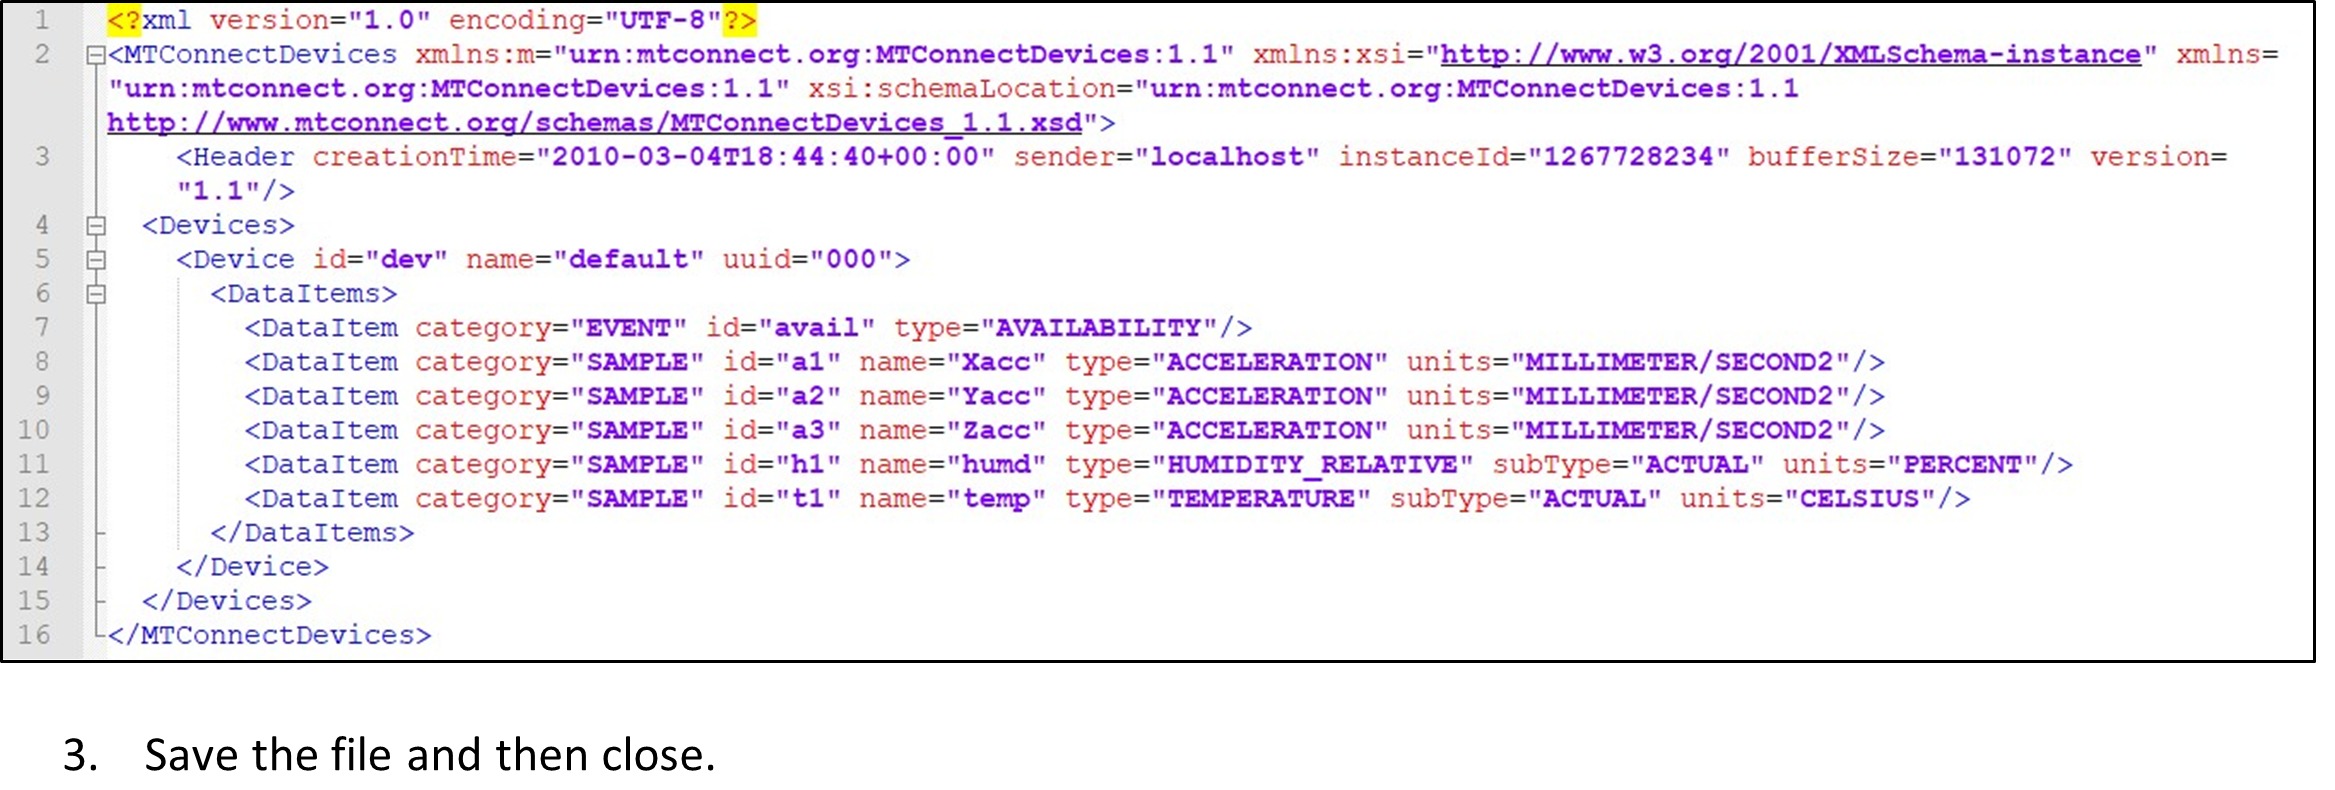 1 <?xml version="1.0" encoding="UTF-8"?>
2 <MTConnectDevices xmlns:m="urn:mtconnect.org:MTConnectDevices:1.1" xmlns:xsi="http://www.w3.org/2001/XMLSchema-instance" xmlns=
"urn:mtconnect.org:MTConnectDevices:1.1" xsi:schemaLocation="urn:mtconnect.org:MTConnectDevices:1.1
http://www.mtconnect.org/schemas/MTConnectDevices_1.1.xsd">
3 <Header creationTime="2010-03-04T18:44:40+00:00" sender="localhost" instanceId="1267728234" bufferSize="131072" version=
"1.1"/>
4 <Devices>
5 <Device id="dev" name="default" uuid="000">
6 <DataItems>
7 <DataItem category="EVENT" id="avail" type="AVAILABILITY"/>
8 <DataItem category="SAMPLE" id="a1" name="Xacc" type="ACCELERATION" units="MILLIMETER/SECOND2"/>
9 <DataItem category="SAMPLE" id="a2" name="Yacc" type="ACCELERATION" units="MILLIMETER/SECOND2"/>
10 <DataItem category="SAMPLE" id="a3" name="Zacc" type="ACCELERATION" units="MILLIMETER/SECOND2"/>
11 <DataItem category="SAMPLE" id="h1" name="humd" type="HUMIDITY_RELATIVE" subType="ACTUAL" units="PERCENT"/>
12 <DataItem category="SAMPLE" id="t1" name="temp" type="TEMPERATURE" subType="ACTUAL" units="CELSIUS"/>
13 </DataItems>
14 </Device>
15 </Devices>
16 </MTConnectDevices>
3. Save the file and then close.